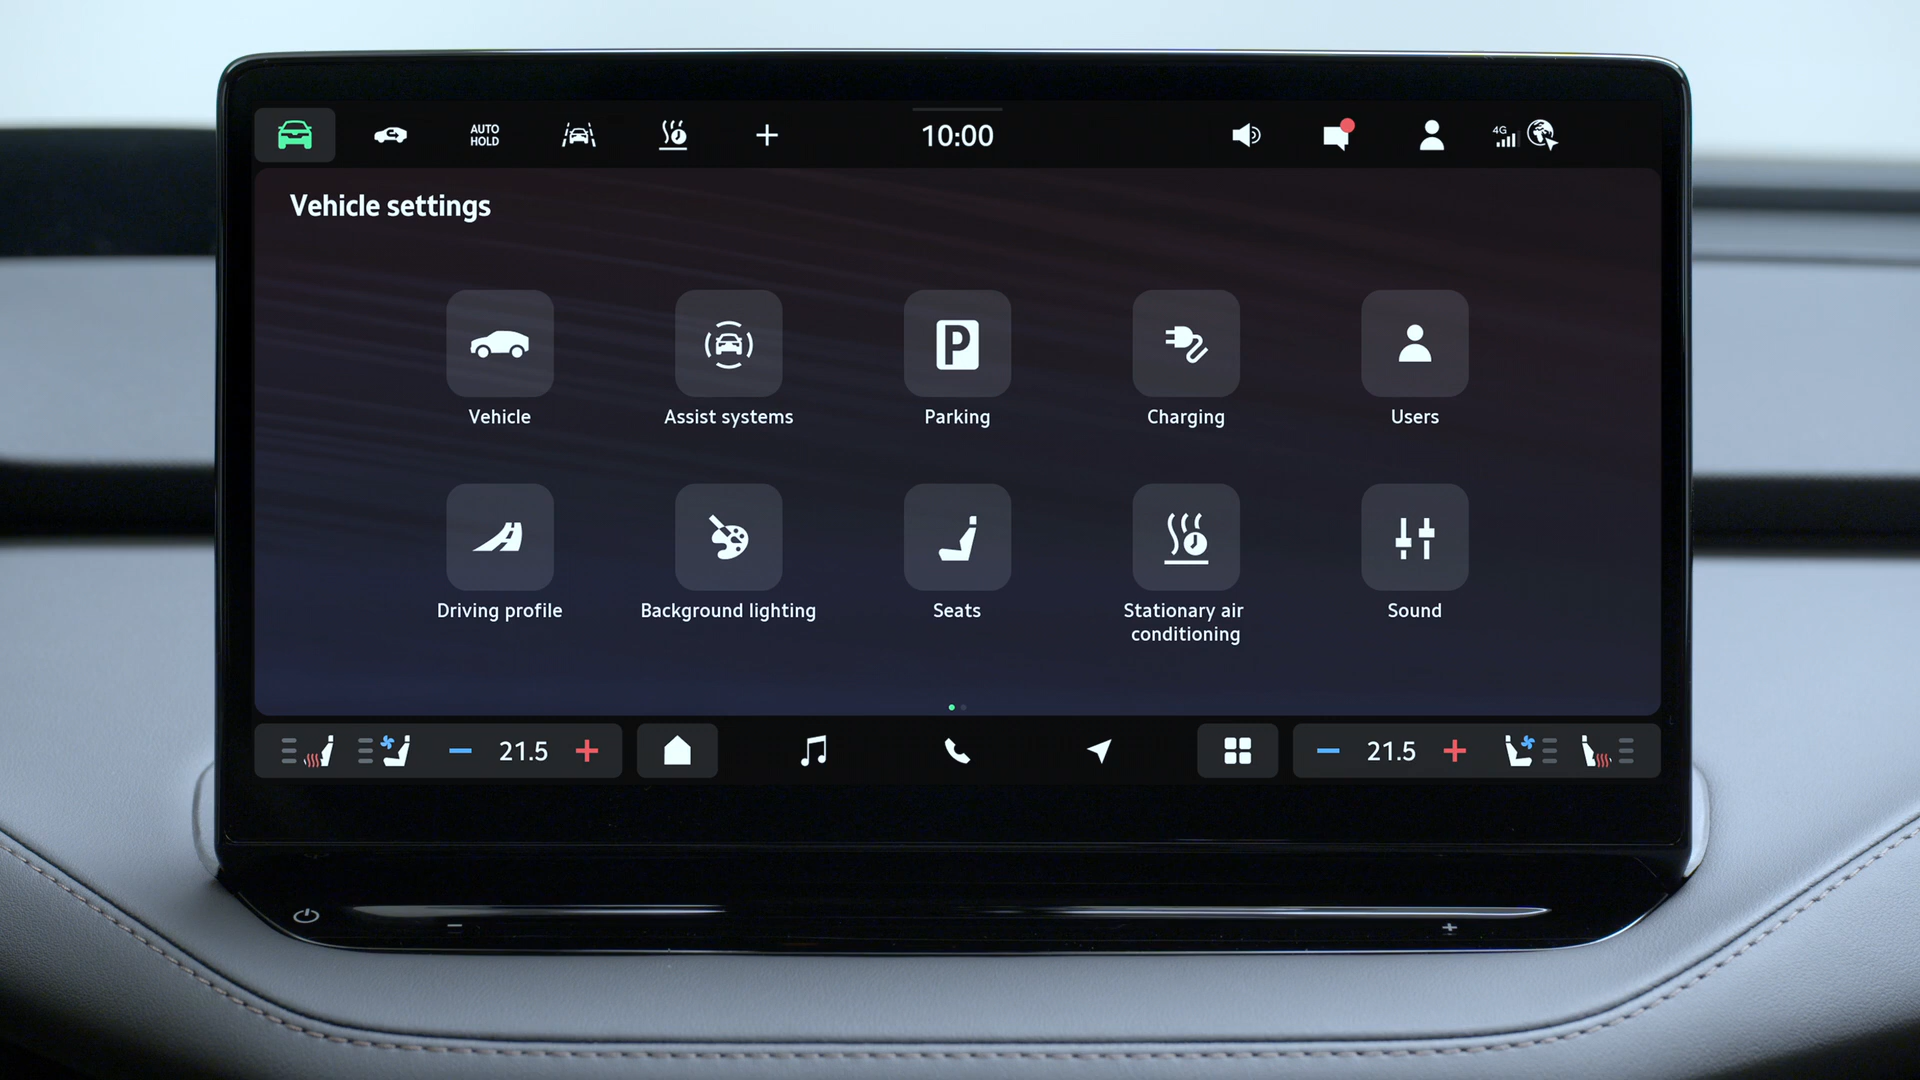 AUTO
HOLD
10:00
4G
Vehicle settings
P
Vehicle
Assist systems
Parking
Charging
Users
Driving profile
Background lighting
Seats
Stationary air
conditioning
Sound
− 21.5 +
− 21.5 +
− +